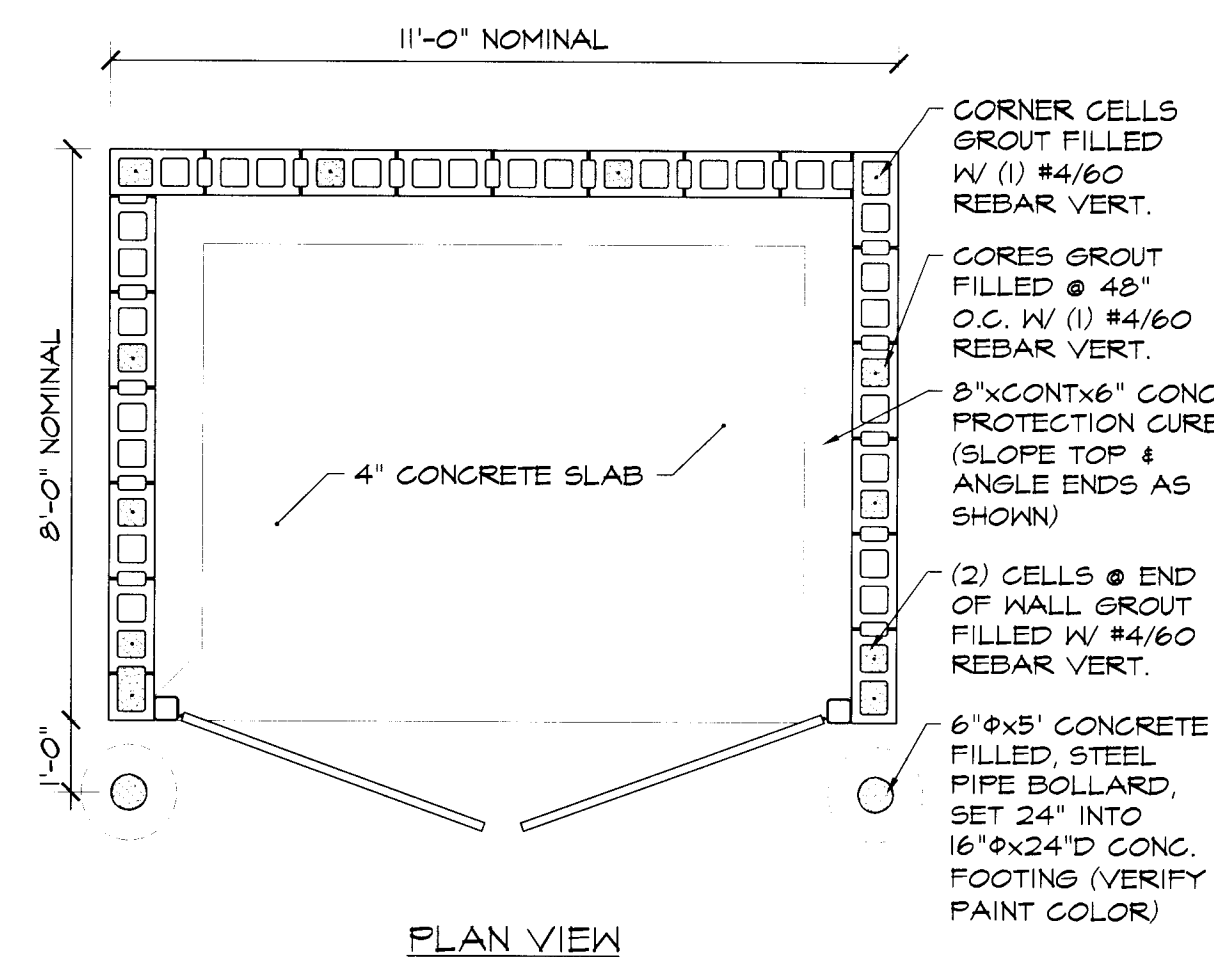 11'-0" NOMINAL
8'-0" NOMINAL
1'-0"
4" CONCRETE SLAB
CORNER CELLS
GROUT FILLED
W/ (1) #4/60
REBAR VERT.
CORES GROUT
FILLED @ 48"
O.C. W/ (1) #4/60
REBAR VERT.
8"xCONTx6" CONC
PROTECTION CURB
(SLOPE TOP &
ANGLE ENDS AS
SHOWN)
(2) CELLS @ END
OF WALL GROUT
FILLED W/ #4/60
REBAR VERT.
6"Φx5' CONCRETE
FILLED, STEEL
PIPE BOLLARD,
SET 24" INTO
16"Φx24"D CONC.
FOOTING (VERIFY
PAINT COLOR)
PLAN VIEW